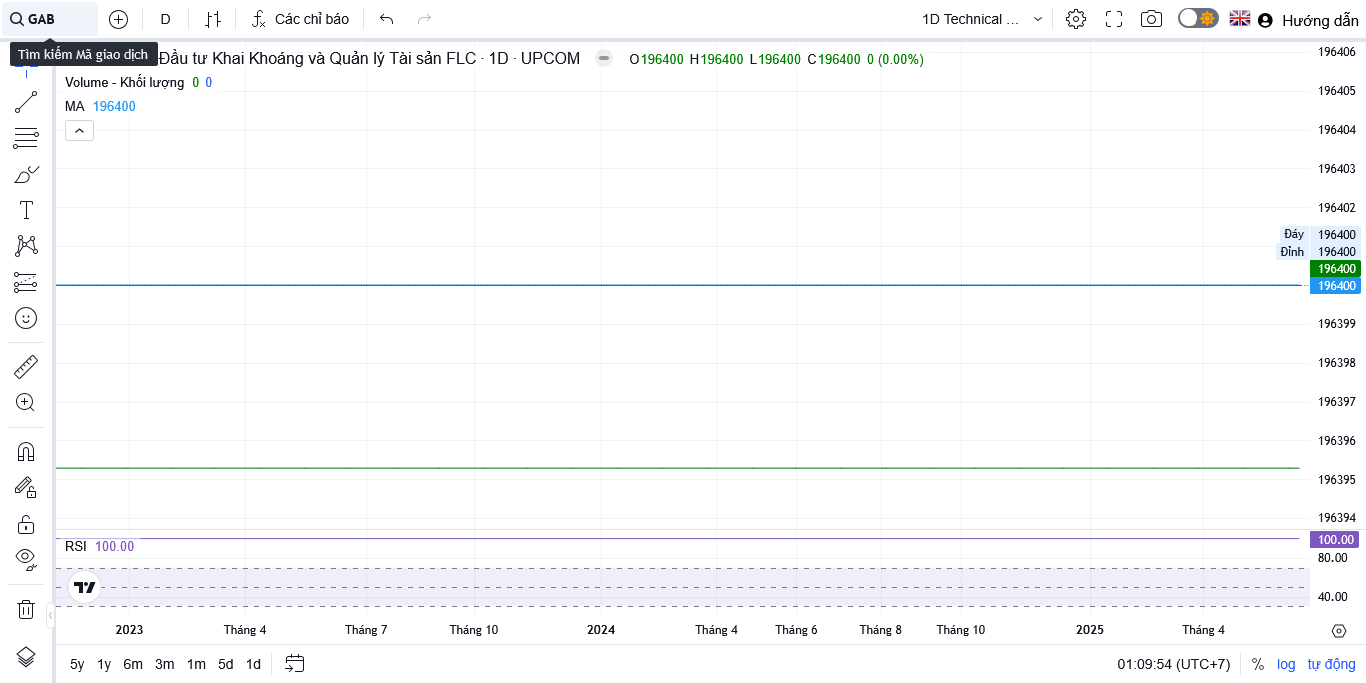 GAB
D
Các chỉ báo
1D Technical ...
Hướng dẫn
Tìm kiếm Mã giao dịch
Đầu tư Khai Khoáng và Quản lý Tài sản FLC · 1D · UPCOM
O196400 H196400 L196400 C196400 0 (0.00%)
Volume - Khối lượng 0 0
MA 196400
196406
196405
196404
196403
196402
Đáy 196400
Đỉnh 196400
196400
196400
196399
196398
196397
196396
196395
196394
RSI 100.00
100.00
80.00
40.00
2023 Tháng 4 Tháng 7 Tháng 10 2024 Tháng 4 Tháng 6 Tháng 8 Tháng 10 2025 Tháng 4
5y 1y 6m 3m 1m 5d 1d
01:09:54 (UTC+7) % log tự động